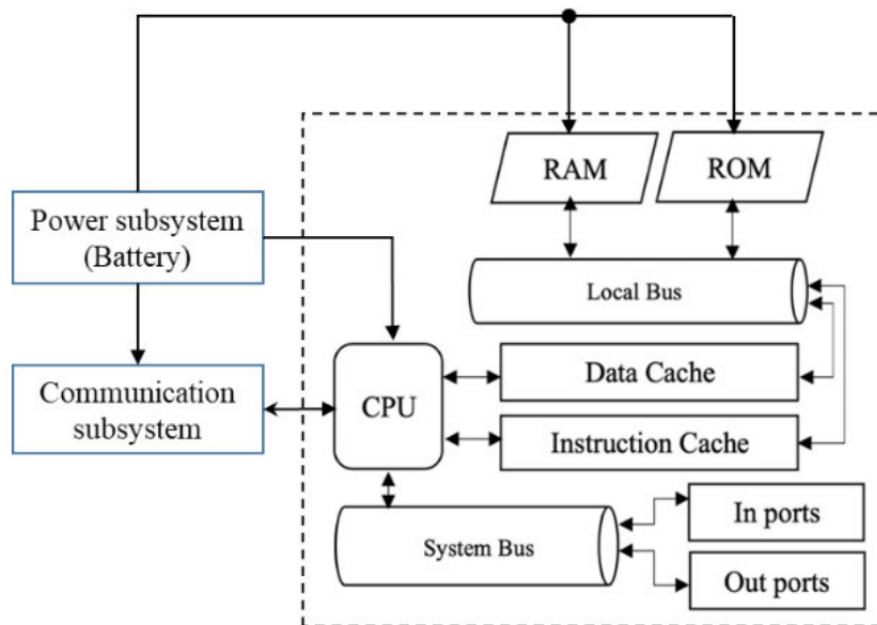 RAM
ROM
Power subsystem
(Battery)
Local Bus
Communication
subsystem
CPU
Data Cache
Instruction Cache
System Bus
In ports
Out ports